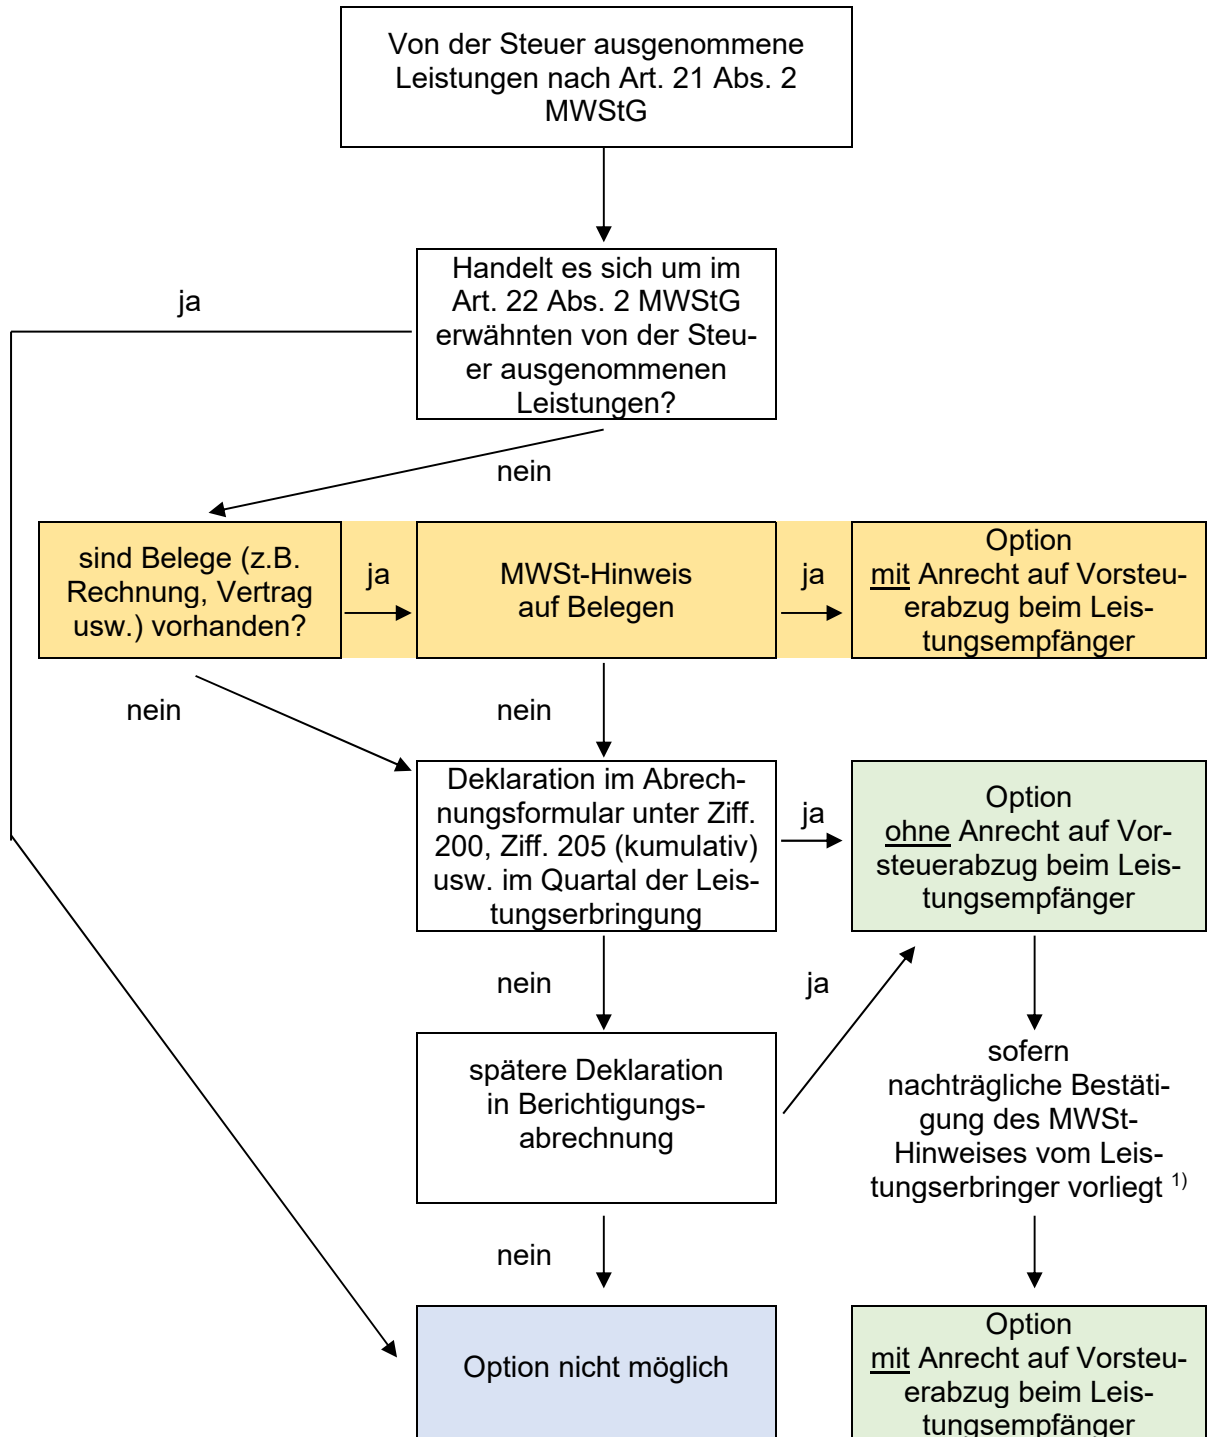 Von der Steuer ausgenommene
Leistungen nach Art. 21 Abs. 2
MWStG
Handelt es sich um im
Art. 22 Abs. 2 MWStG
erwähnten von der Steu-
er ausgenommenen
Leistungen?
ja
nein
sind Belege (z.B.
Rechnung, Vertrag
usw.) vorhanden?
ja
MWSt-Hinweis
auf Belegen
ja
Option
mit Anrecht auf Vorsteu-
erabzug beim Leis-
tungsempfänger
nein
nein
Deklaration im Abrech-
nungsformular unter Ziff.
200, Ziff. 205 (kumulativ)
usw. im Quartal der Leis-
tungserbringung
ja
Option
ohne Anrecht auf Vor-
steuerabzug beim Leis-
tungsempfänger
nein
ja
spätere Deklaration
in Berichtigungs-
abrechnung
sofern
nachträgliche Bestäti-
gung des MWSt-
Hinweises vom Leis-
tungserbringer vorliegt 1)
nein
Option nicht möglich
Option
mit Anrecht auf Vorsteu-
erabzug beim Leis-
tungsempfänger